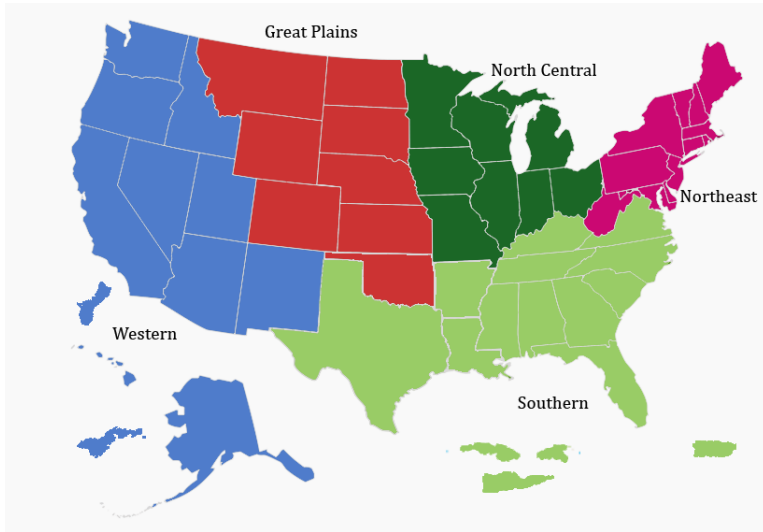 Great Plains
North Central
Northeast
Western
Southern